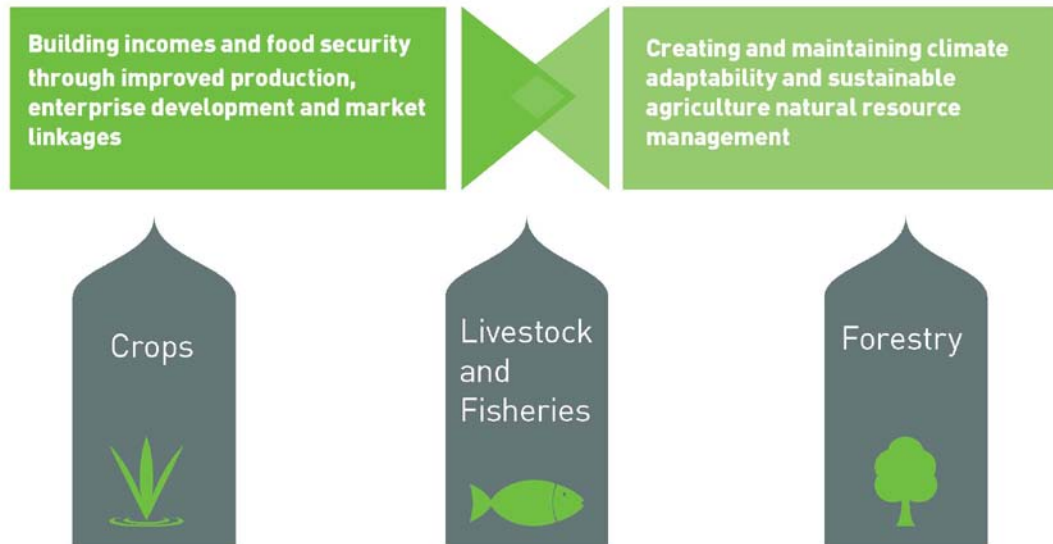 Building incomes and food security
through improved production,
enterprise development and market
linkages
Creating and maintaining climate
adaptability and sustainable
agriculture natural resource
management
Crops
Livestock
and
Fisheries
Forestry